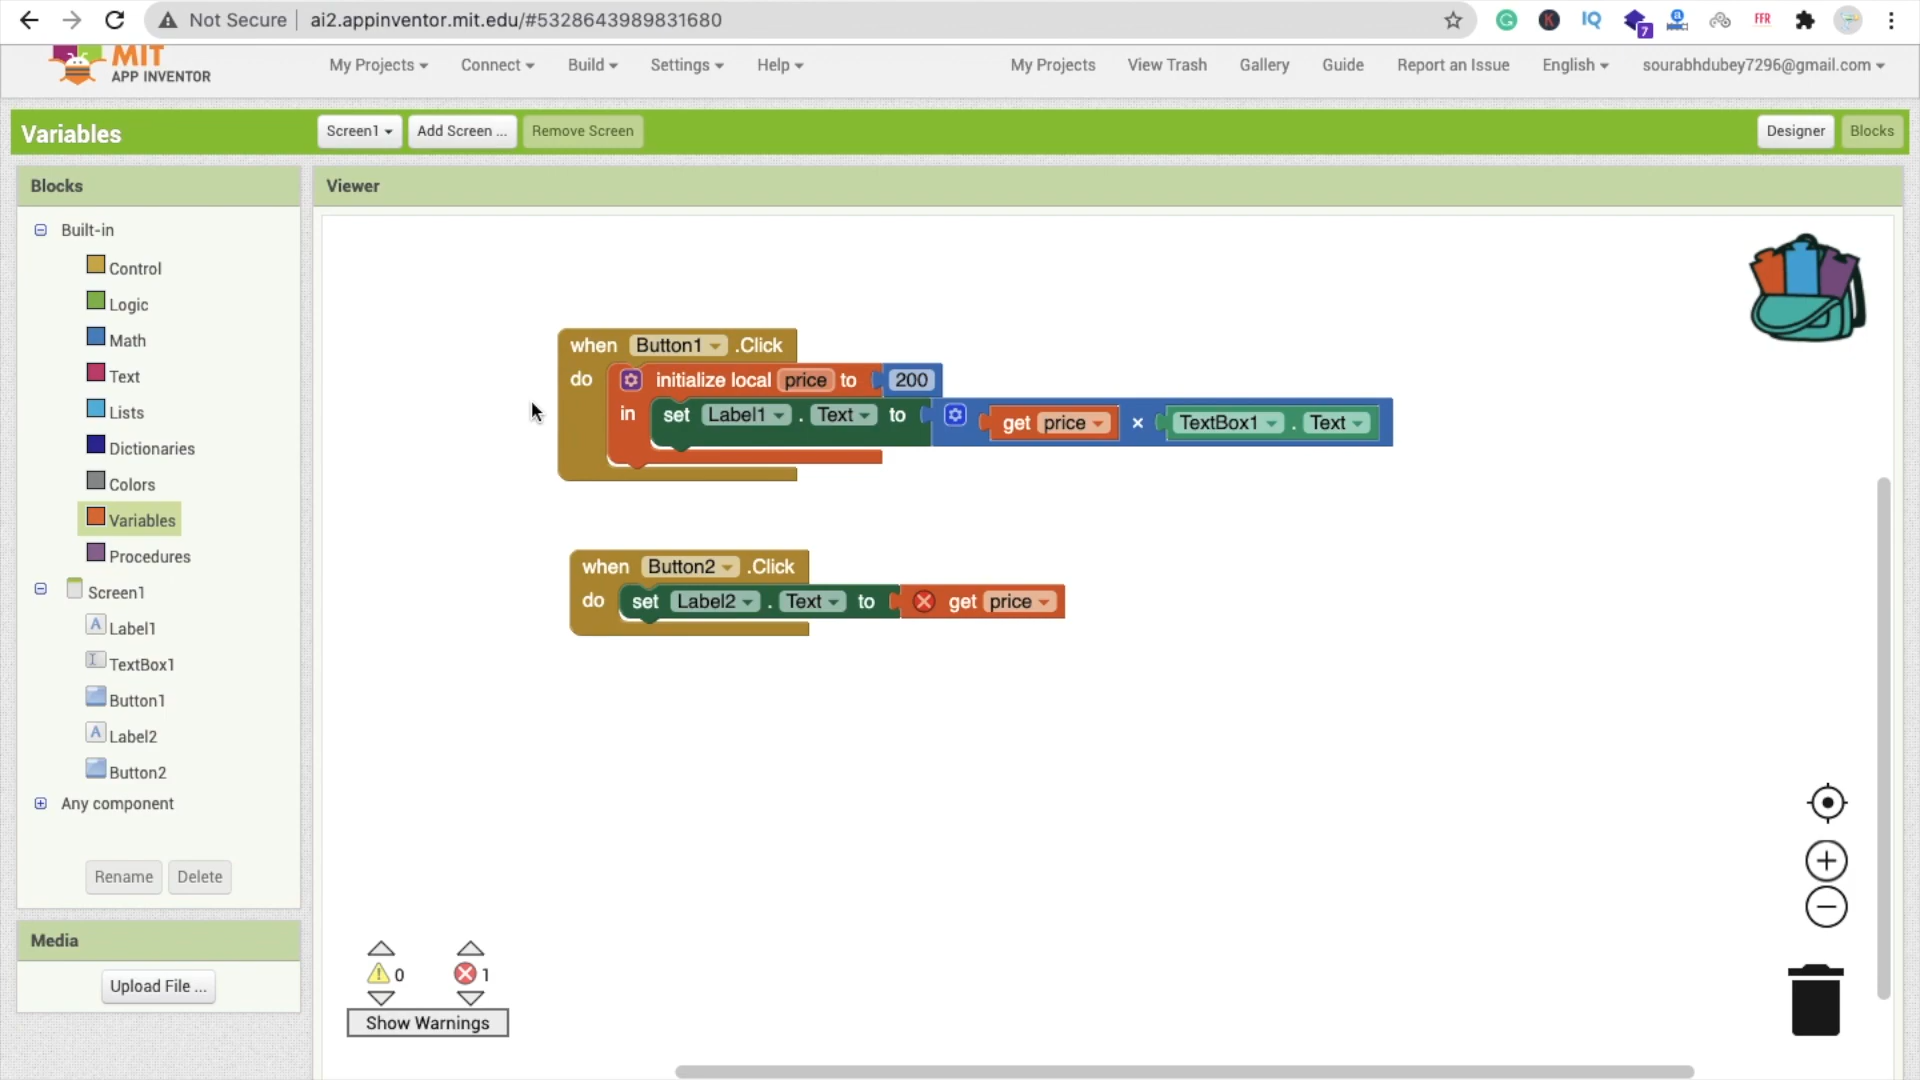 Not Secure ai2.appinventor.mit.edu/#5328643989831680
IQ 7 a FFR
MIT
APP INVENTOR
My Projects Connect Build Settings Help My Projects View Trash Gallery Guide Report an Issue English sourabhdubey7296@gmail.com
Variables Screen1 Add Screen ... Remove Screen Designer Blocks
Blocks
Viewer
Built-in
Control
Logic
Math
Text
Lists
Dictionaries
Colors
Variables
Procedures
Screen1
Label1
TextBox1
Button1
Label2
Button2
Any component
Rename Delete
Media
Upload File ...
when Button1 .Click
do initialize local price to 200
in set Label1 . Text to get price × TextBox1 . Text
when Button2 .Click
do set Label2 . Text to get price
0 1
Show Warnings